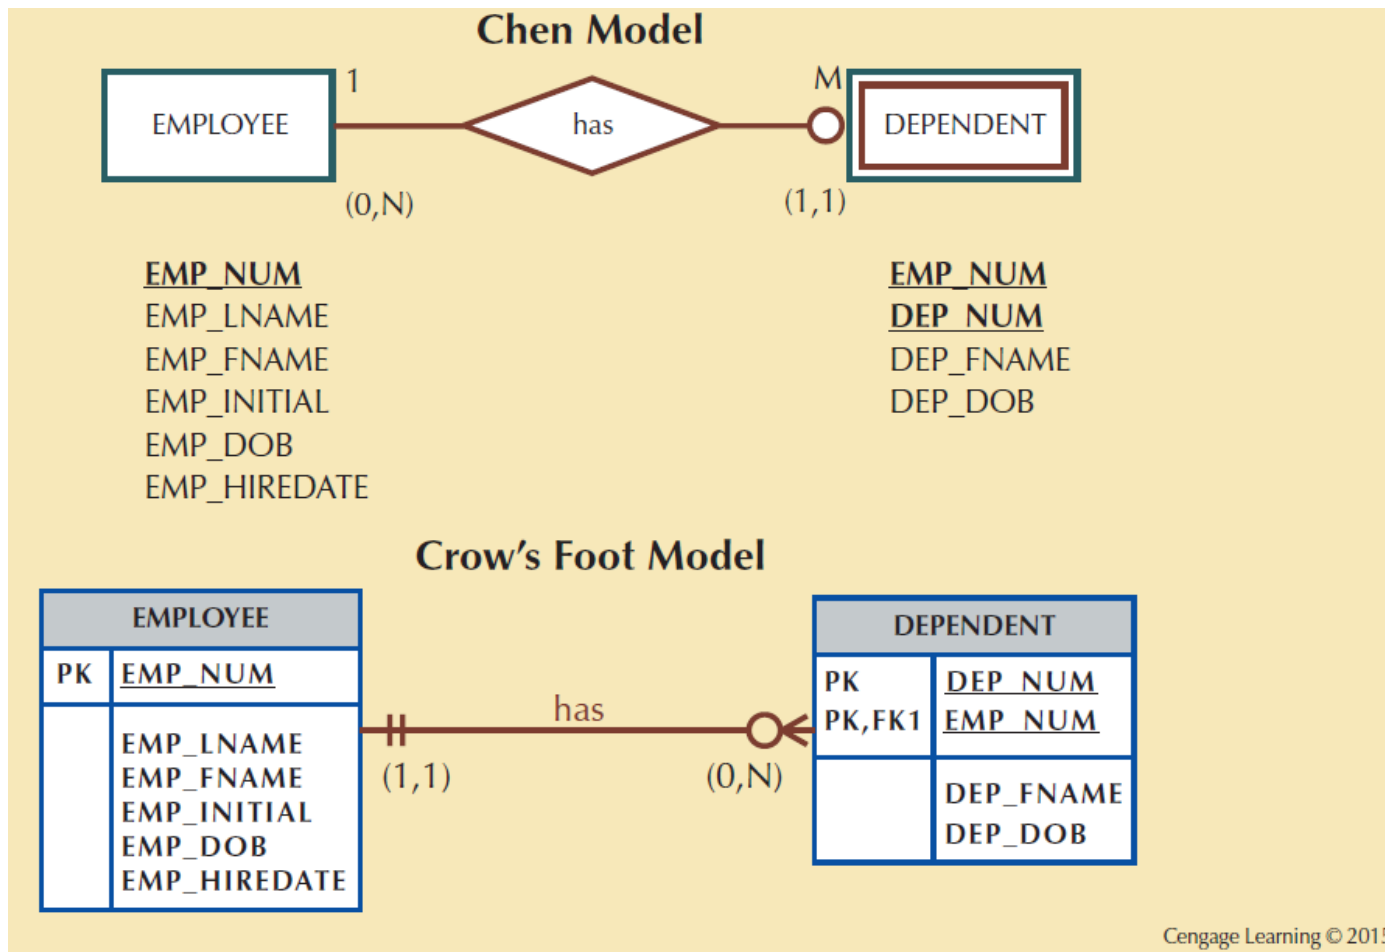 Chen Model
EMPLOYEE
1
(0,N)
has
M
(1,1)
DEPENDENT
EMP_NUM
EMP_LNAME
EMP_FNAME
EMP_INITIAL
EMP_DOB
EMP_HIREDATE
EMP_NUM
DEP_NUM
DEP_FNAME
DEP_DOB
Crow's Foot Model
EMPLOYEE
PK EMP_NUM
EMP_LNAME
EMP_FNAME
EMP_INITIAL
EMP_DOB
EMP_HIREDATE
has
(1,1)
(0,N)
DEPENDENT
PK DEP_NUM
PK,FK1 EMP_NUM
DEP_FNAME
DEP_DOB
Cengage Learning © 2015